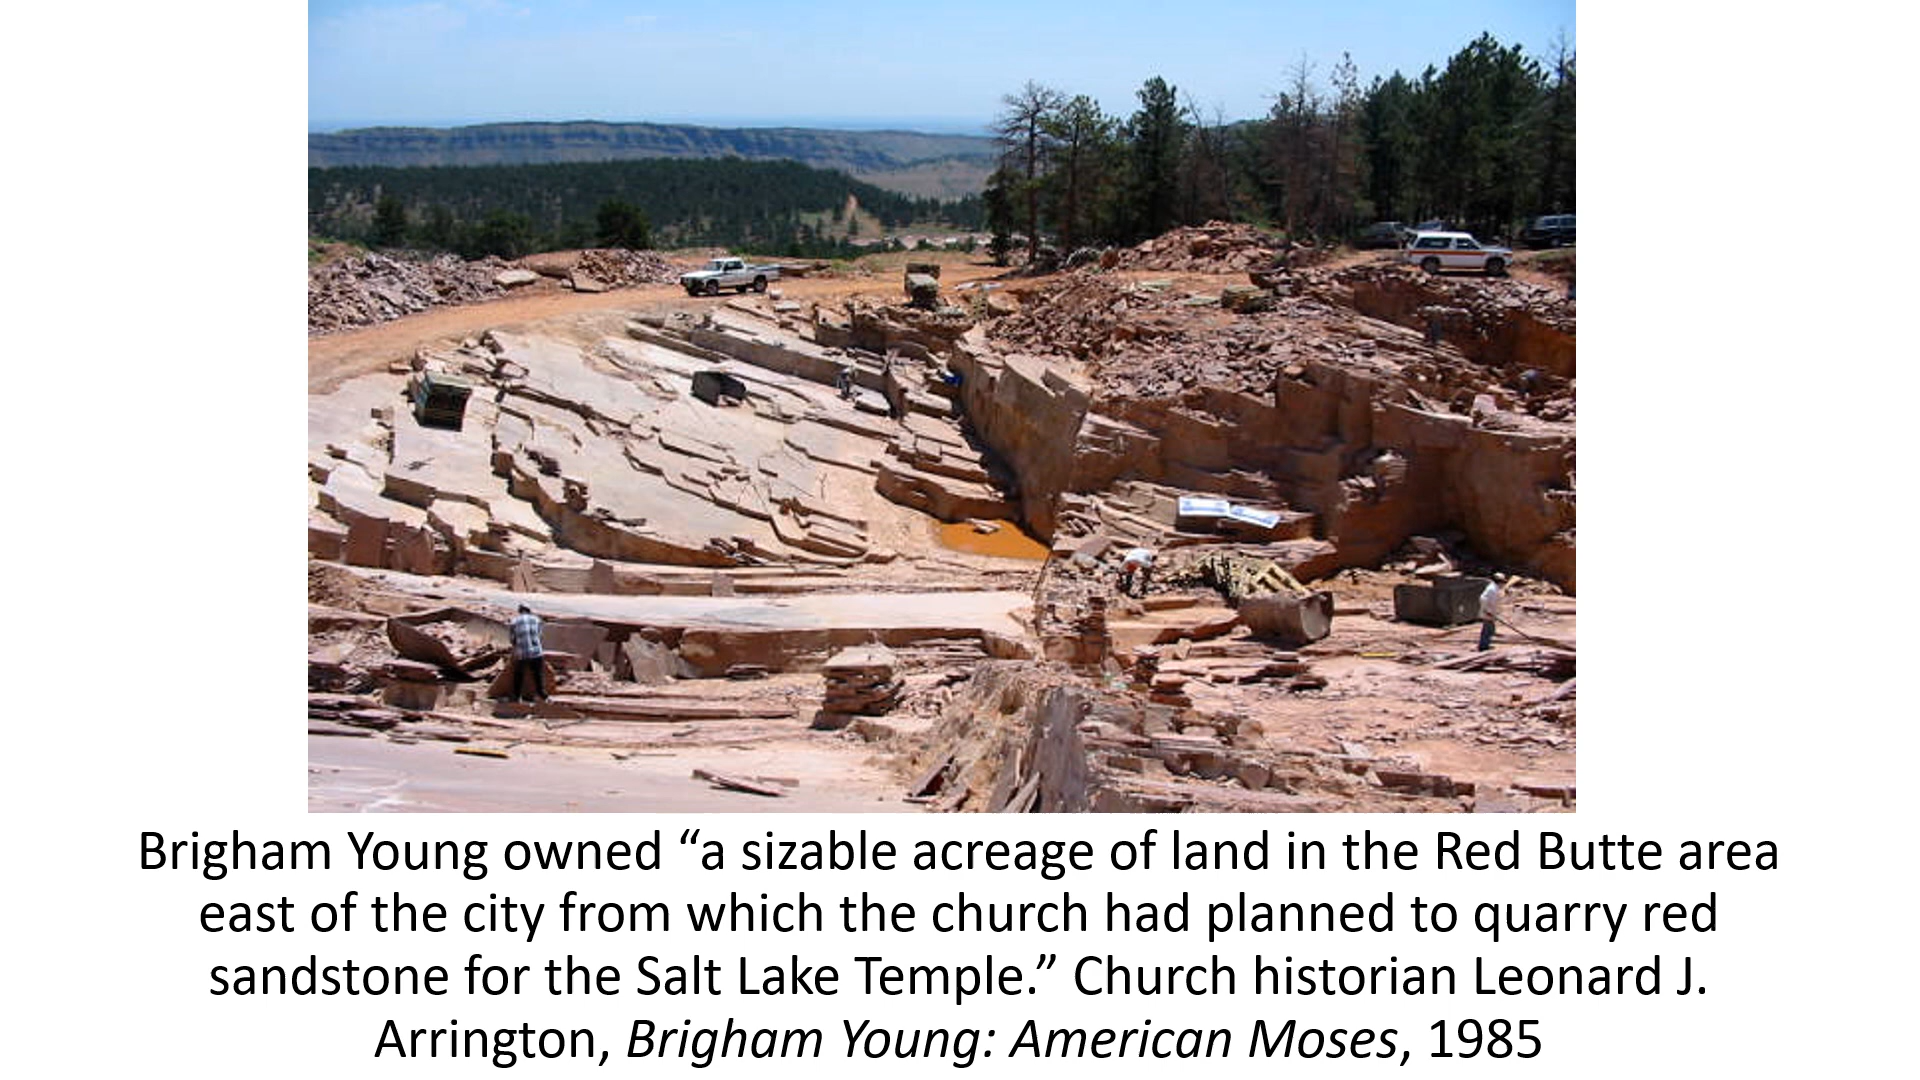 Brigham Young owned “a sizable acreage of land in the Red Butte area
east of the city from which the church had planned to quarry red
sandstone for the Salt Lake Temple.” Church historian Leonard J.
Arrington, Brigham Young: American Moses, 1985